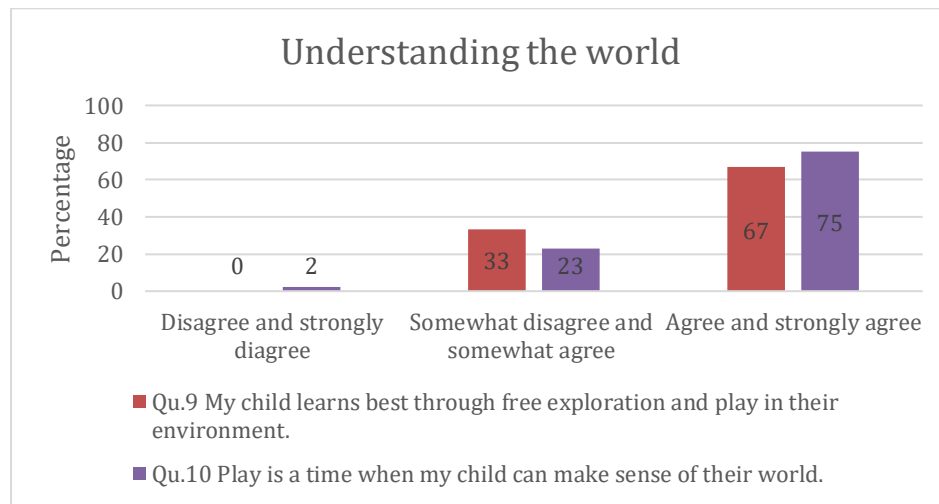 Understanding the world
Percentage
100
80
60
40
20
0
0
2
33
23
67
75
Disagree and strongly
diagree
Somewhat disagree and
somewhat agree
Agree and strongly agree
Qu.9 My child learns best through free exploration and play in their
environment.
Qu.10 Play is a time when my child can make sense of their world.